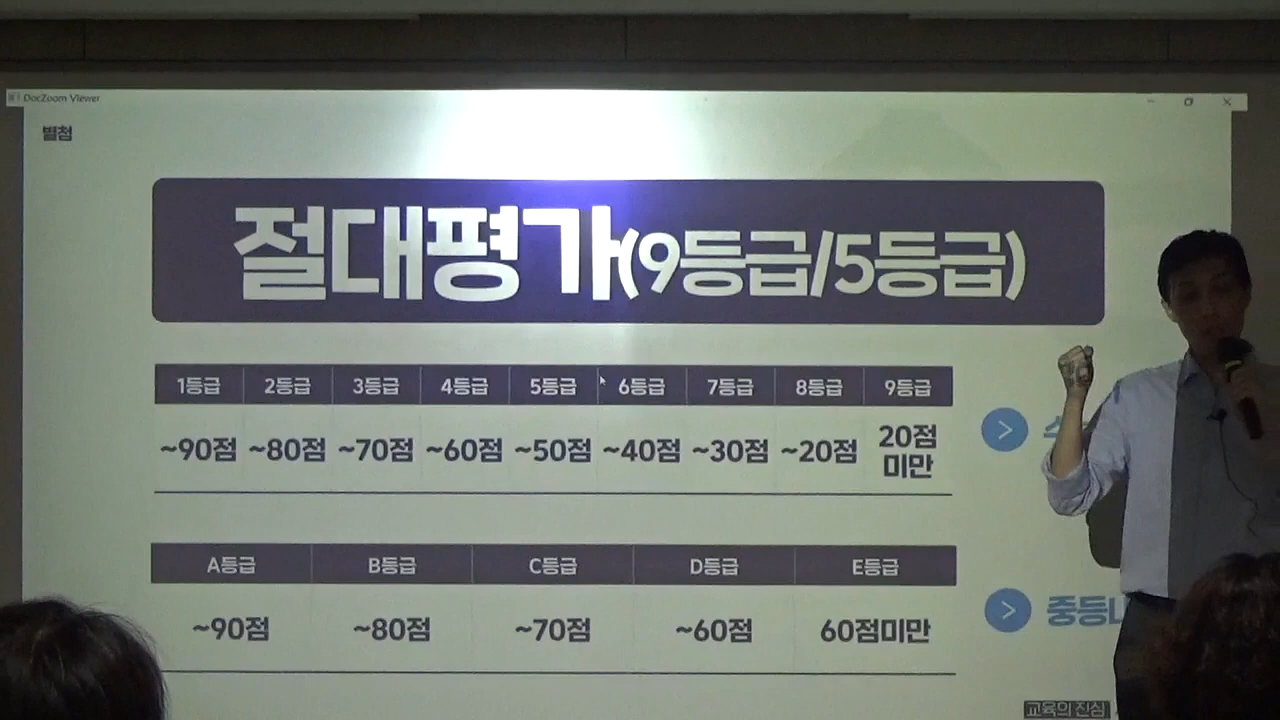 DocZoom Viewer
별첨
절대평가(9등급/5등급)
1등급 2등급 3등급 4등급 5등급 6등급 7등급 8등급 9등급
~90점 ~80점 ~70점 ~60점 ~50점 ~40점 ~30점 ~20점 20점 미만
A등급 B등급 C등급 D등급 E등급
~90점 ~80점 ~70점 ~60점 60점미만
교육의 진심